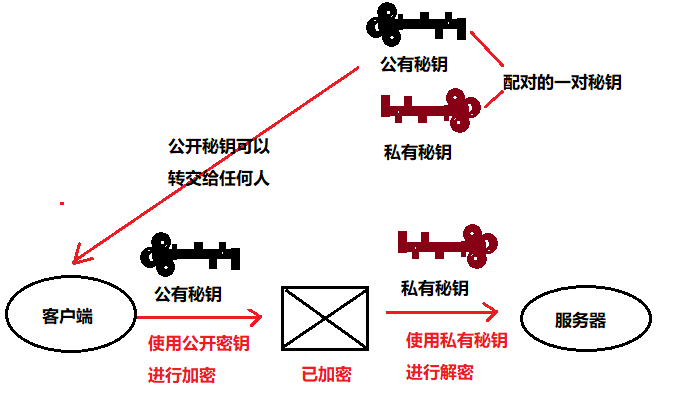 公有秘钥
配对的一对秘钥
私有秘钥
公开秘钥可以
转交给任何人
公有秘钥
私有秘钥
客户端
服务器
使用公开密钥
进行加密
已加密
使用私有秘钥
进行解密